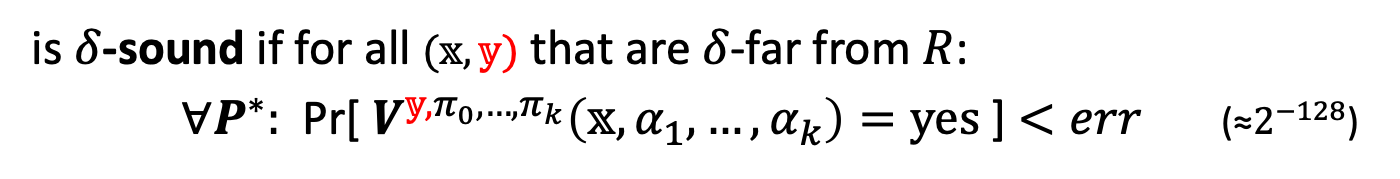 is δ-sound if for all (𝕩, 𝕪) that are δ-far from R:
∀P*: Pr[ V^{𝕪,π₀,…,πₖ}(𝕩, α₁, … , αₖ) = yes ] < err (≈2⁻¹²⁸)